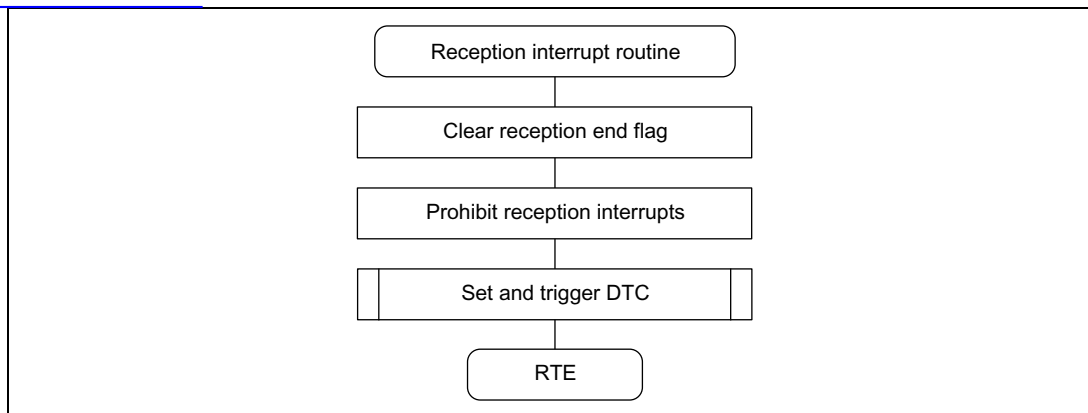 Reception interrupt routine
Clear reception end flag
Prohibit reception interrupts
Set and trigger DTC
RTE